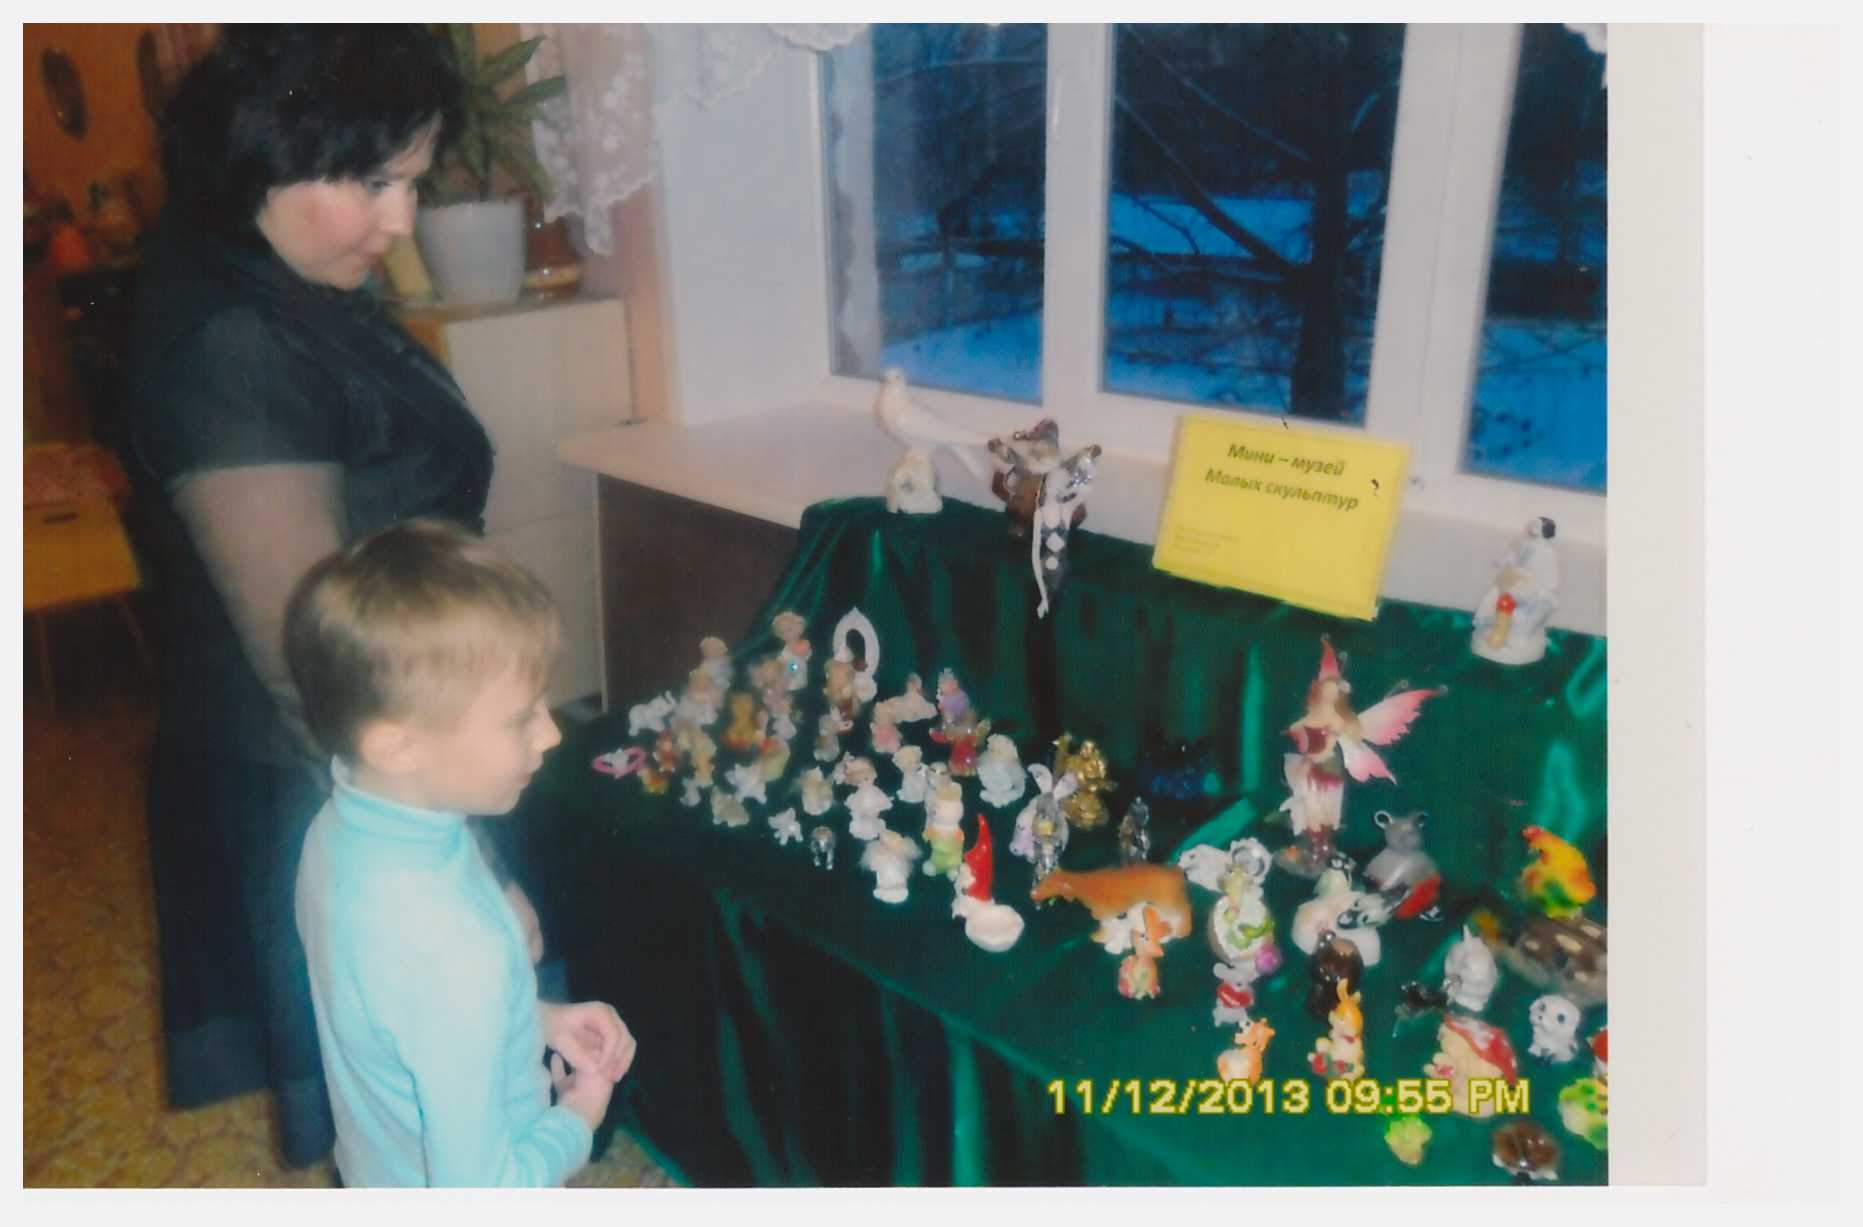 Мини – музей
Малых скульптур
11/12/2013 09:55 PM